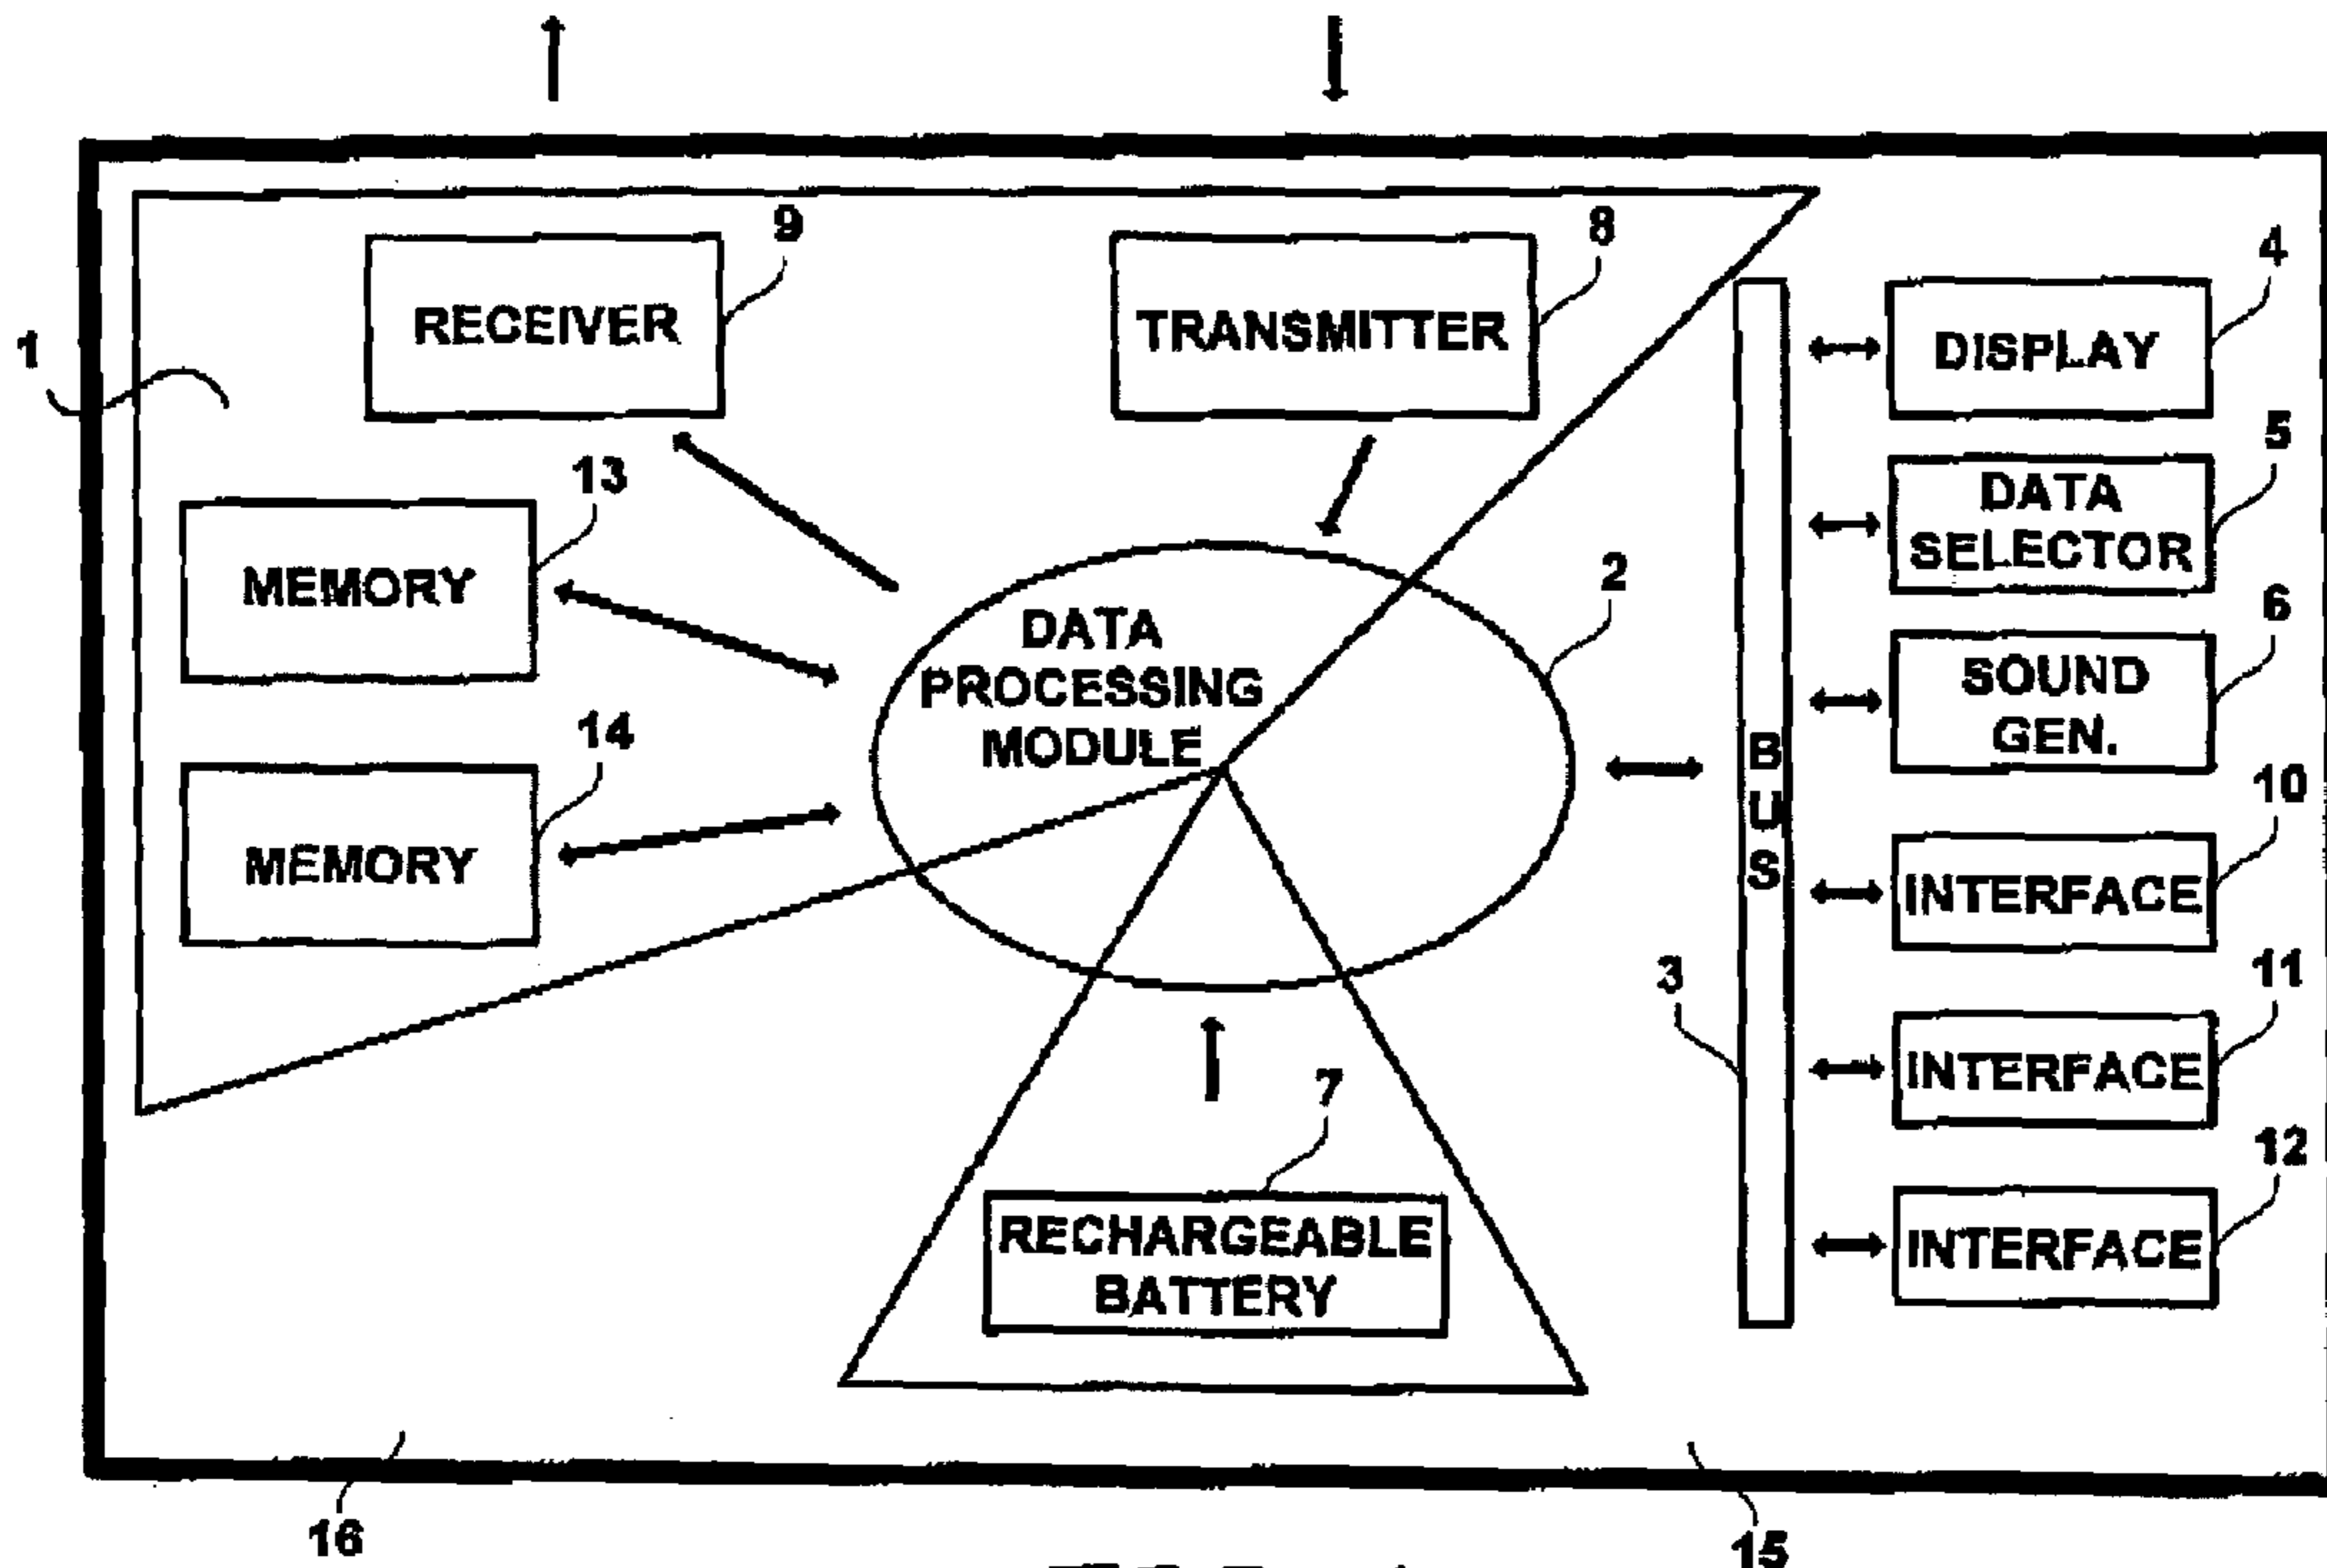 9
8
RECEIVER
TRANSMITTER
4
DISPLAY
1
13
MEMORY
5
DATA
SELECTOR
2
DATA
PROCESSING
MODULE
6
SOUND
GEN.
14
MEMORY
B
U
S
10
INTERFACE
3
11
INTERFACE
7
RECHARGEABLE
BATTERY
12
INTERFACE
16
15